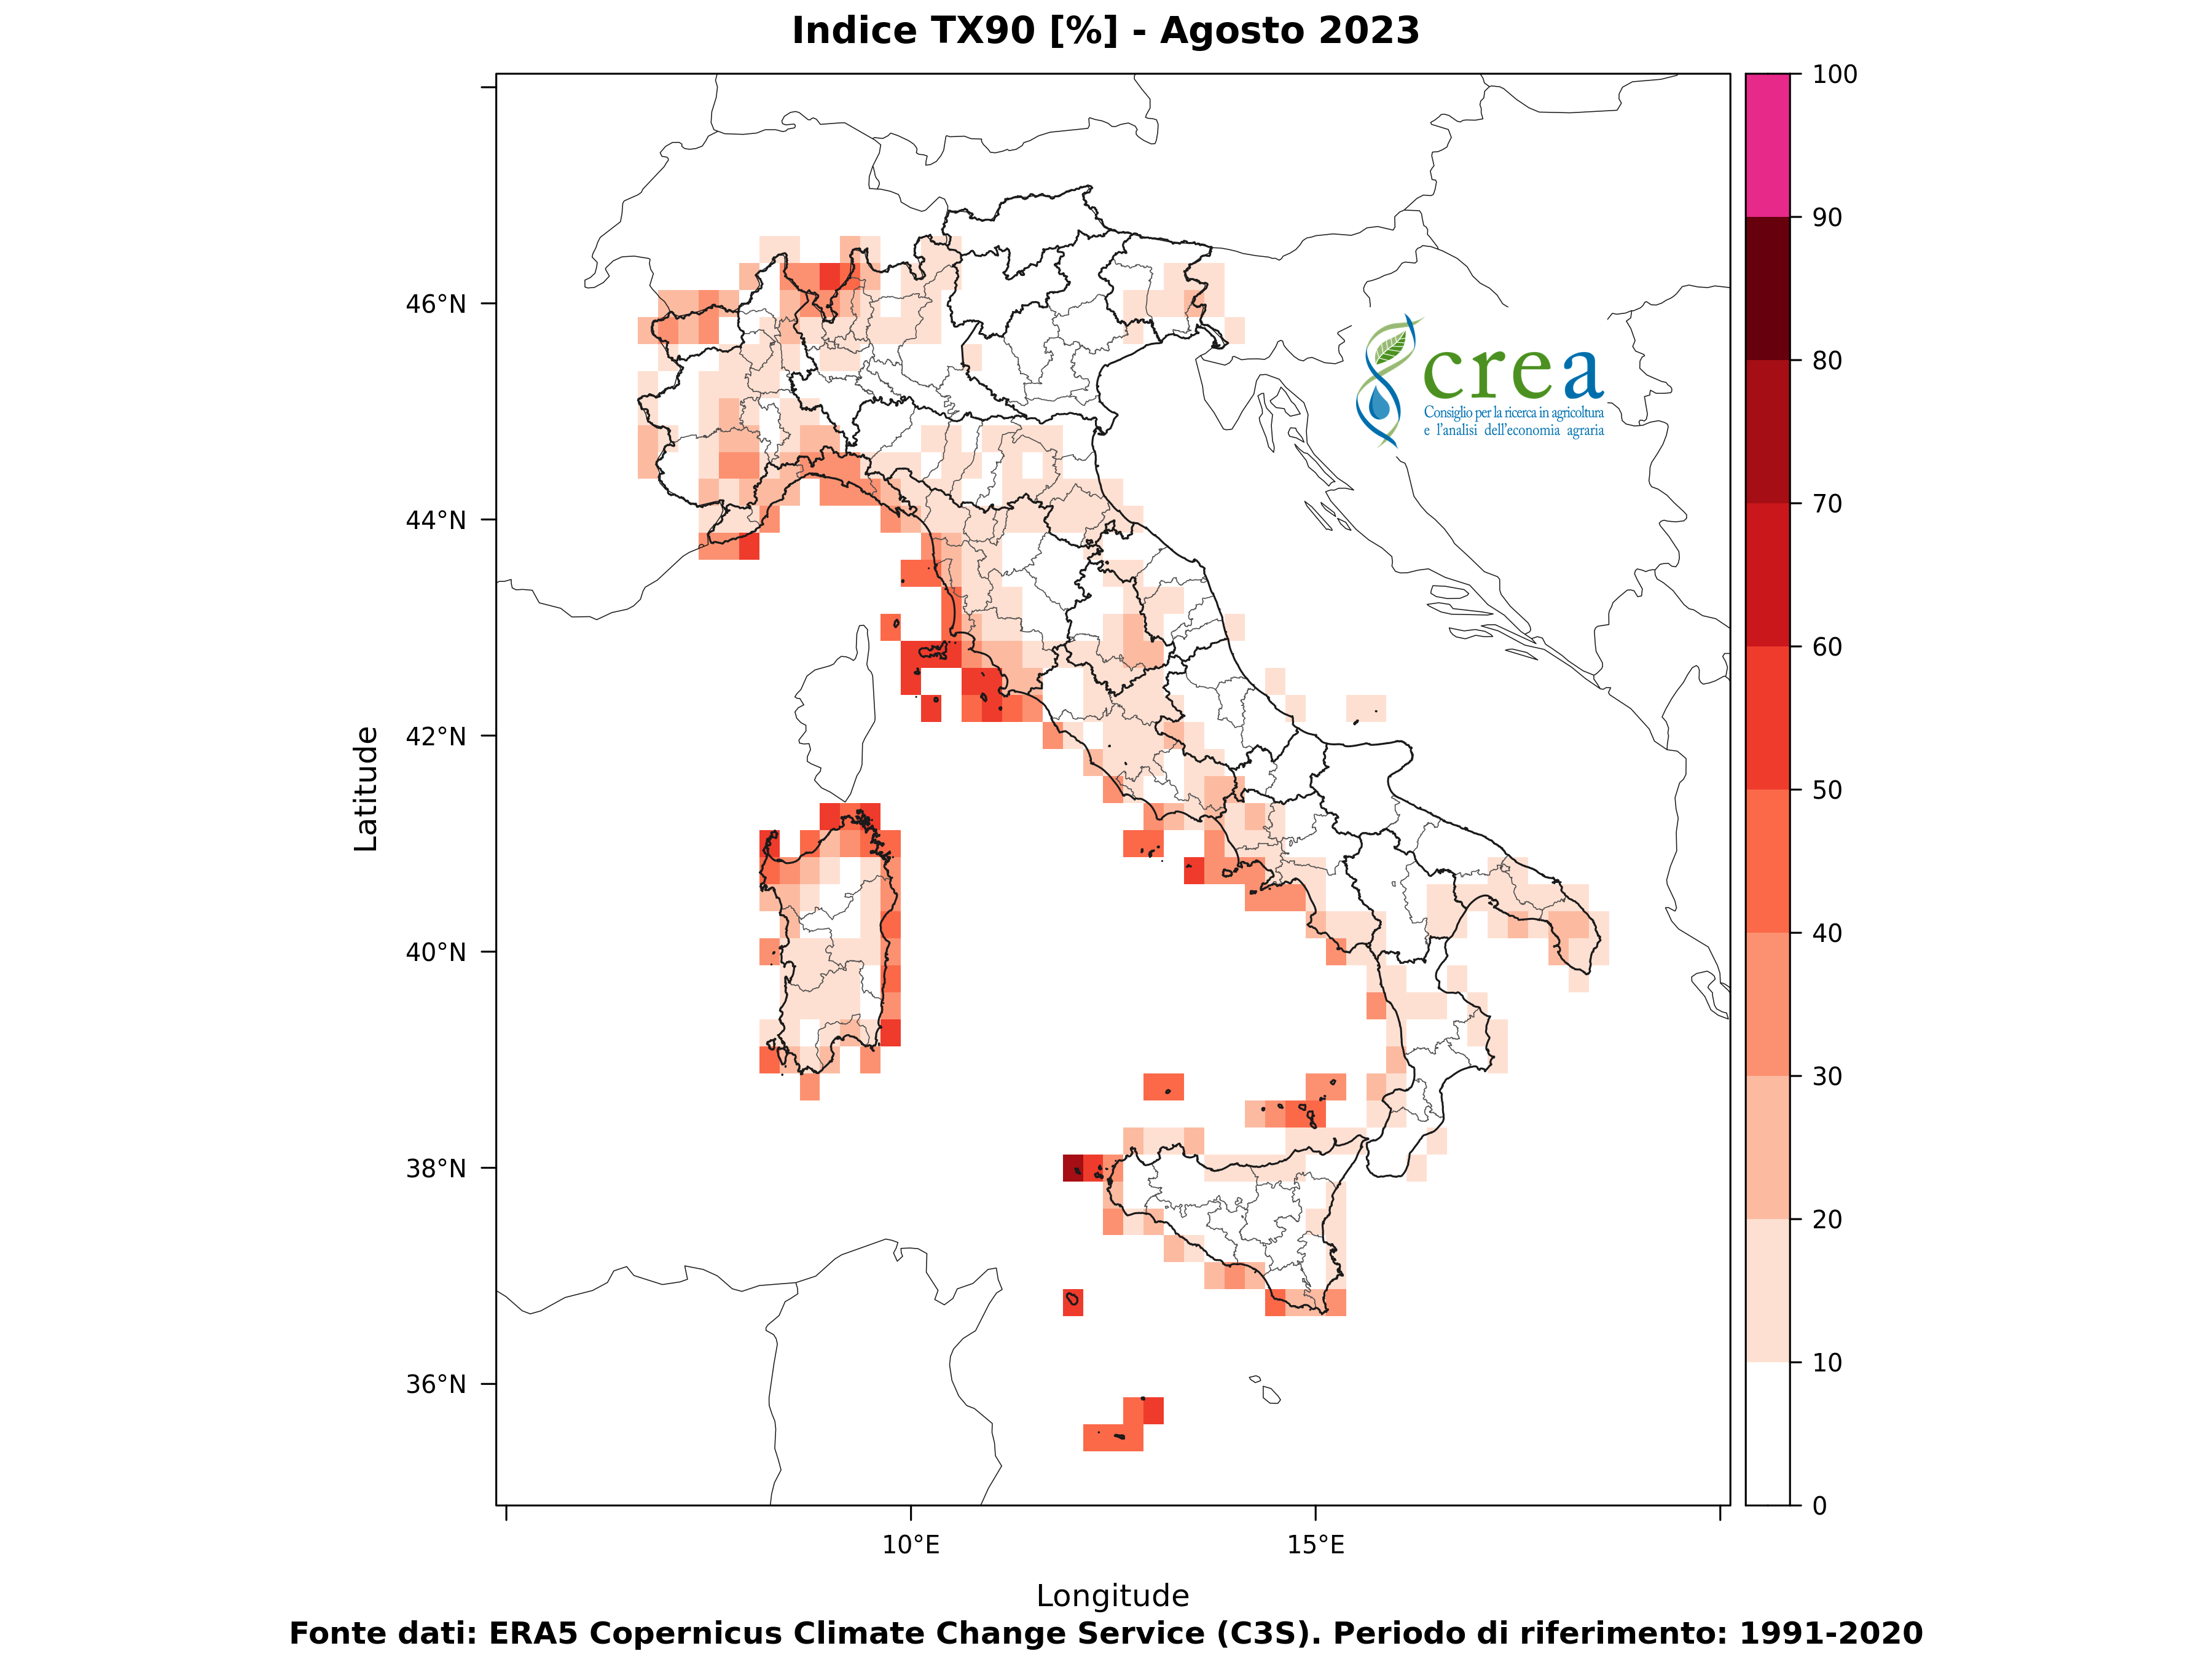 Indice TX90 [%] - Agosto 2023
100
90
80
70
60
50
40
30
20
10
0
46°N
44°N
42°N
40°N
38°N
36°N
Latitude
crea
Consiglio per la ricerca in agricoltura
e l'analisi dell'economia agraria
10°E
15°E
Longitude
Fonte dati: ERA5 Copernicus Climate Change Service (C3S). Periodo di riferimento: 1991-2020